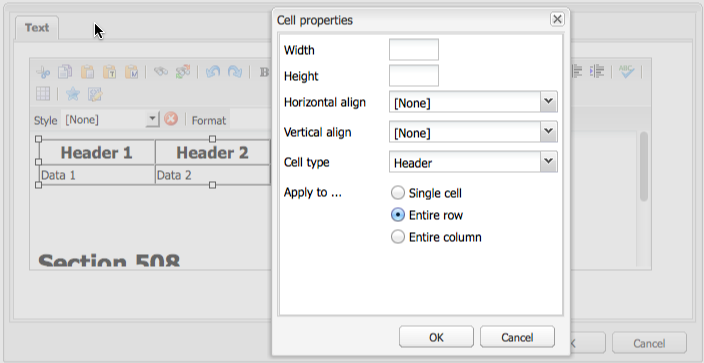 Cell properties
Text
Width
Height
Horizontal align [None]
Vertical align [None]
Cell type Header
Apply to ... Single cell
Entire row
Entire column
OK Cancel
B
ABC
Style [None] Format
Header 1 Header 2
Data 1 Data 2
Section 508
K Cancel